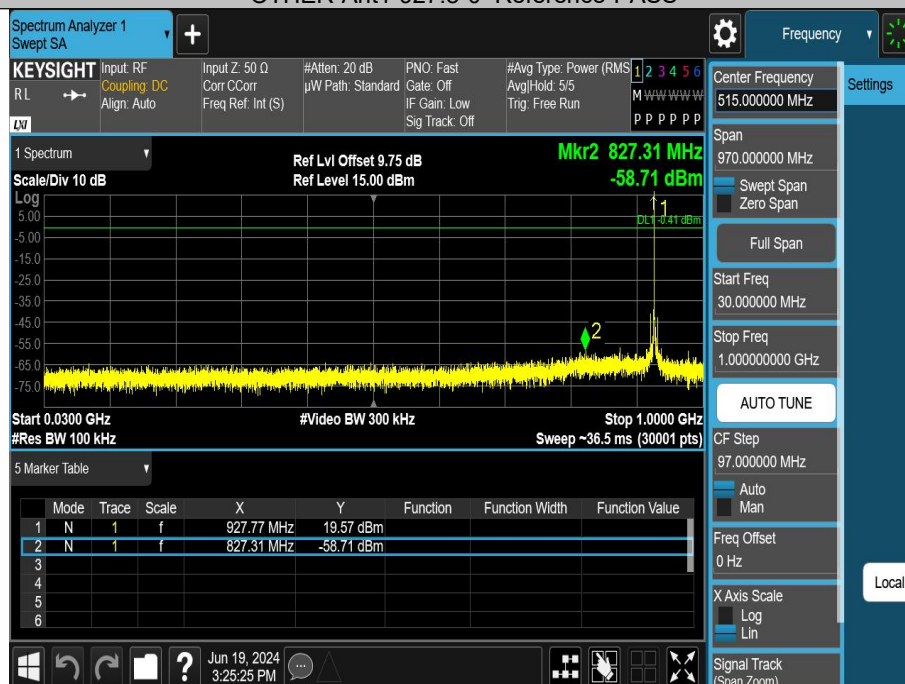 Spectrum Analyzer 1
Swept SA
Frequency
Settings
KEYSIGHT
RL
LXI
Input: RF
Coupling: DC
Align: Auto
Input Z: 50 Ω
Corr CCorr
Freq Ref: Int (S)
#Atten: 20 dB
µW Path: Standard
PNO: Fast
Gate: Off
IF Gain: Low
Sig Track: Off
#Avg Type: Power (RMS
Avg|Hold: 5/5
Trig: Free Run
1 2 3 4 5 6
M W W W W W
P P P P P P
1 Spectrum
Scale/Div 10 dB
Ref Lvl Offset 9.75 dB
Ref Level 15.00 dBm
Mkr2 827.31 MHz
-58.71 dBm
Log
5.00
-5.00
-15.0
-25.0
-35.0
-45.0
-55.0
-65.0
-75.0
1
DL1 -0.41 dBm
2
Start 0.0300 GHz
#Video BW 300 kHz
Stop 1.0000 GHz
#Res BW 100 kHz
Sweep ~36.5 ms (30001 pts)
5 Marker Table
Mode Trace Scale X Y Function Function Width Function Value
1 N 1 f 927.77 MHz 19.57 dBm
2 N 1 f 827.31 MHz -58.71 dBm
3
4
5
6
Center Frequency
515.000000 MHz
Span
970.000000 MHz
Swept Span
Zero Span
Full Span
Start Freq
30.000000 MHz
Stop Freq
1.000000000 GHz
AUTO TUNE
CF Step
97.000000 MHz
Auto
Man
Freq Offset
0 Hz
X Axis Scale
Log
Lin
Signal Track
(Span Zoom)
Local
Jun 19, 2024
3:25:25 PM